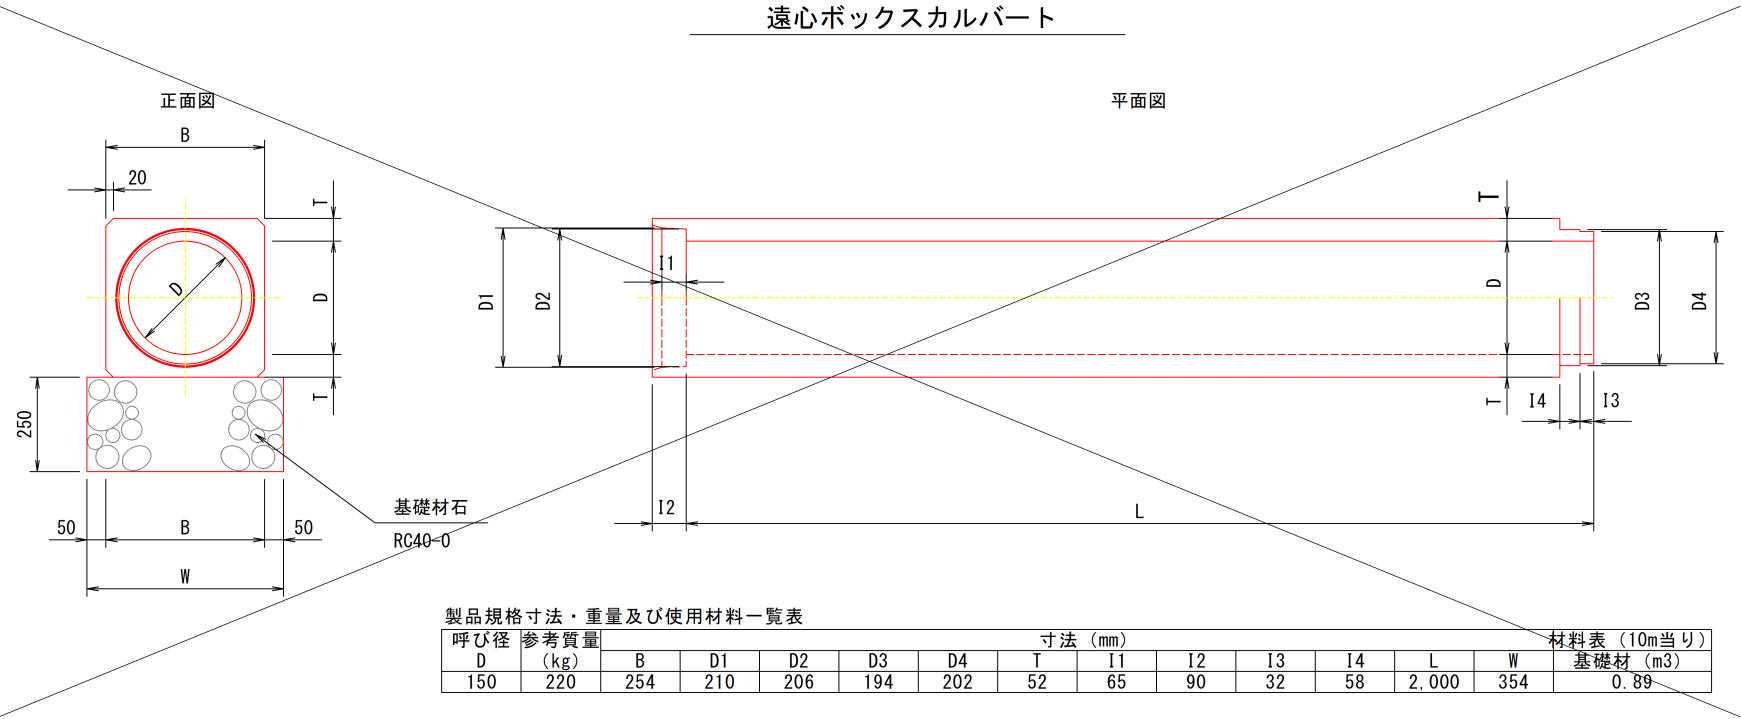 遠心ボックスカルバート
正面図
平面図
B
20
T
T
D
D
I1
D1
D2
D
D3
D4
T
T
250
I4
I3
基礎材石
RC40-0
I2
L
50
B
50
W
製品規格寸法・重量及び使用材料一覧表
呼び径 参考質量 寸法（mm） 材料表（10m当り）
D （kg） B D1 D2 D3 D4 T I1 I2 I3 I4 L W 基礎材（m3）
150 220 254 210 206 194 202 52 65 90 32 58 2,000 354 0.89